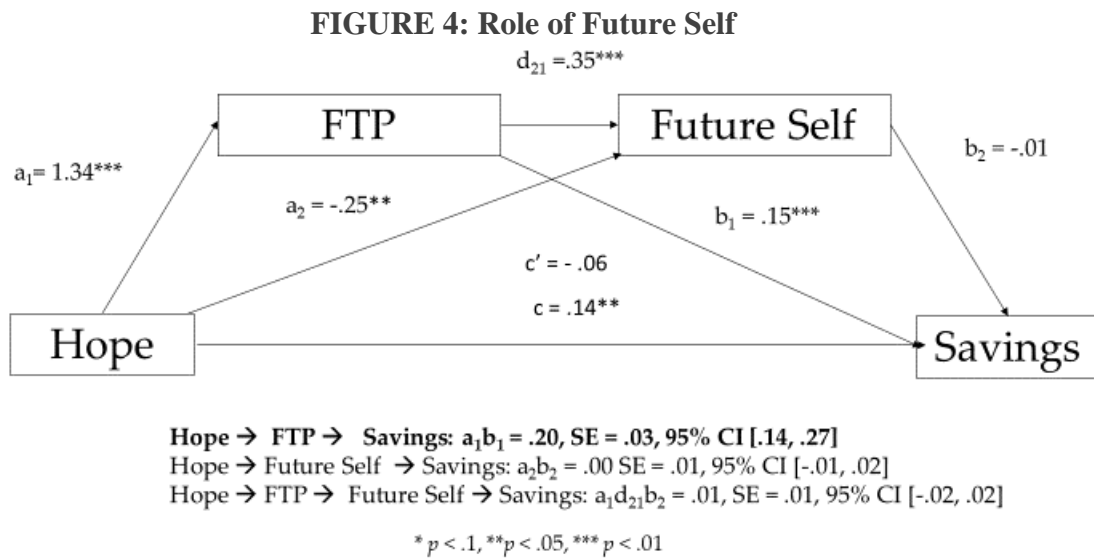 FIGURE 4: Role of Future Self
d21 =.35***
FTP
Future Self
a1= 1.34***
a2 = -.25**
b1 = .15***
b2 = -.01
c’ = - .06
c = .14**
Hope
Savings
Hope → FTP → Savings: a1b1 = .20, SE = .03, 95% CI [.14, .27]
Hope → Future Self → Savings: a2b2 = .00 SE = .01, 95% CI [-.01, .02]
Hope → FTP → Future Self → Savings: a1d21b2 = .01, SE = .01, 95% CI [-.02, .02]
* p < .1, **p < .05, *** p < .01